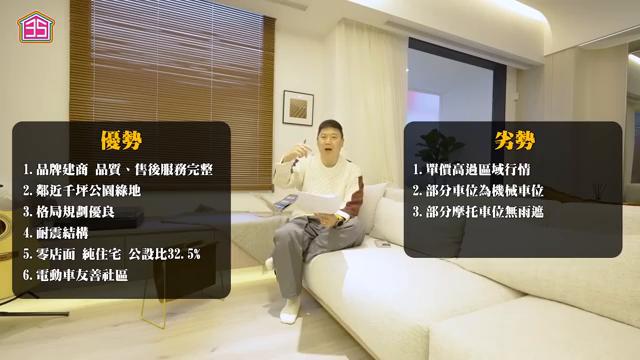 35
優勢
1.品牌建商 品質、售後服務完整
2.鄰近千坪公園綠地
3.格局規劃優良
4.耐震結構
5.零店面 純住宅 公設比32.5%
6.電動車友善社區
劣勢
1.單價高過區域行情
2.部分車位為機械車位
3.部分摩托車位無雨遮